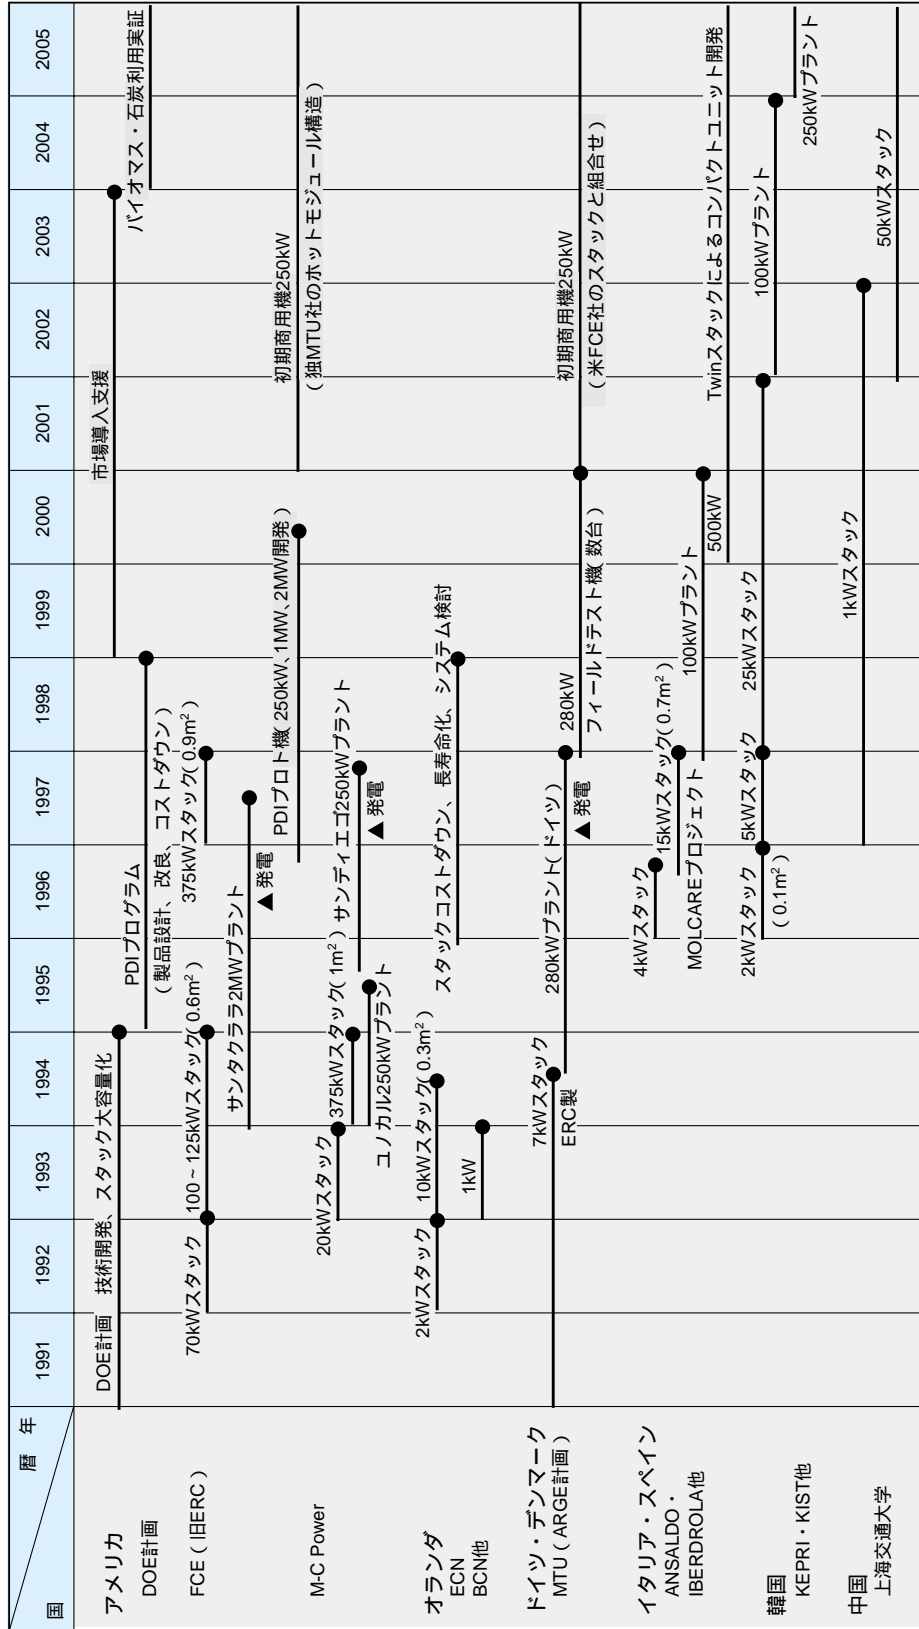 国
暦 年
1991
1992
1993
1994
1995
1996
1997
1998
1999
2000
2001
2002
2003
2004
2005
アメリカ
DOE計画
DOE計画 技術開発、スタック大容量化
PDIプログラム
(製品設計、改良、コストダウン)
市場導入支援
バイオマス・石炭利用実証
FCE(旧ERC)
70kWスタック
100~125kWスタック(0.6m²)
375kWスタック(0.9m²)
サンタクララ2MWプラント
▲発電
PDIプロト機(250kW、1MW、2MW開発)
初期商用機250kW
(独MTU社のホットモジュール構造)
M-C Power
20kWスタック
375kWスタック(1m²)
サンディエゴ250kWプラント
ユノカル250kWプラント
▲発電
オランダ
ECN
BCN他
2kWスタック
10kWスタック(0.3m²)
スタックコストダウン、長寿命化、システム検討
1kW
ドイツ・デンマーク
MTU(ARGE計画)
7kWスタック
ERC製
280kWプラント(ドイツ)
▲発電
280kW
フィールドテスト機(数台)
初期商用機250kW
(米FCE社のスタックと組合せ)
イタリア・スペイン
ANSALDO・
IBERDROLA他
4kWスタック
15kWスタック(0.7m²)
MOLCAREプロジェクト
100kWプラント
500kW
Twinスタックによるコンパクトユニット開発
韓国
KEPRI・KIST他
2kWスタック
(0.1m²)
5kWスタック
25kWスタック
100kWプラント
250kWプラント
中国
上海交通大学
1kWスタック
50kWスタック